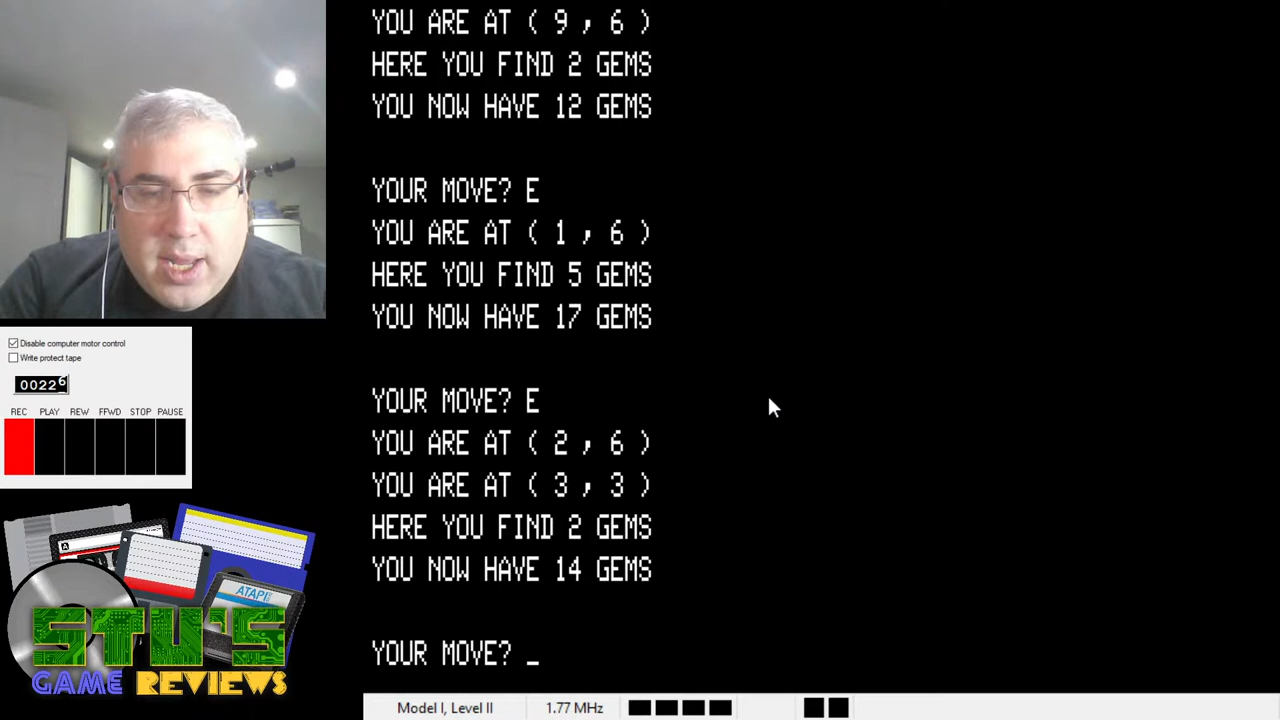 YOU ARE AT ( 9 , 6 )
HERE YOU FIND 2 GEMS
YOU NOW HAVE 12 GEMS
YOUR MOVE? E
YOU ARE AT ( 1 , 6 )
HERE YOU FIND 5 GEMS
YOU NOW HAVE 17 GEMS
YOUR MOVE? E
YOU ARE AT ( 2 , 6 )
YOU ARE AT ( 3 , 3 )
HERE YOU FIND 2 GEMS
YOU NOW HAVE 14 GEMS
YOUR MOVE? _
Disable computer motor control
Write protect tape
00226
REC PLAY REW FFWD STOP PAUSE
A
ATAPI
STU'S
GAME REVIEWS
Model I, Level II 1.77 MHz